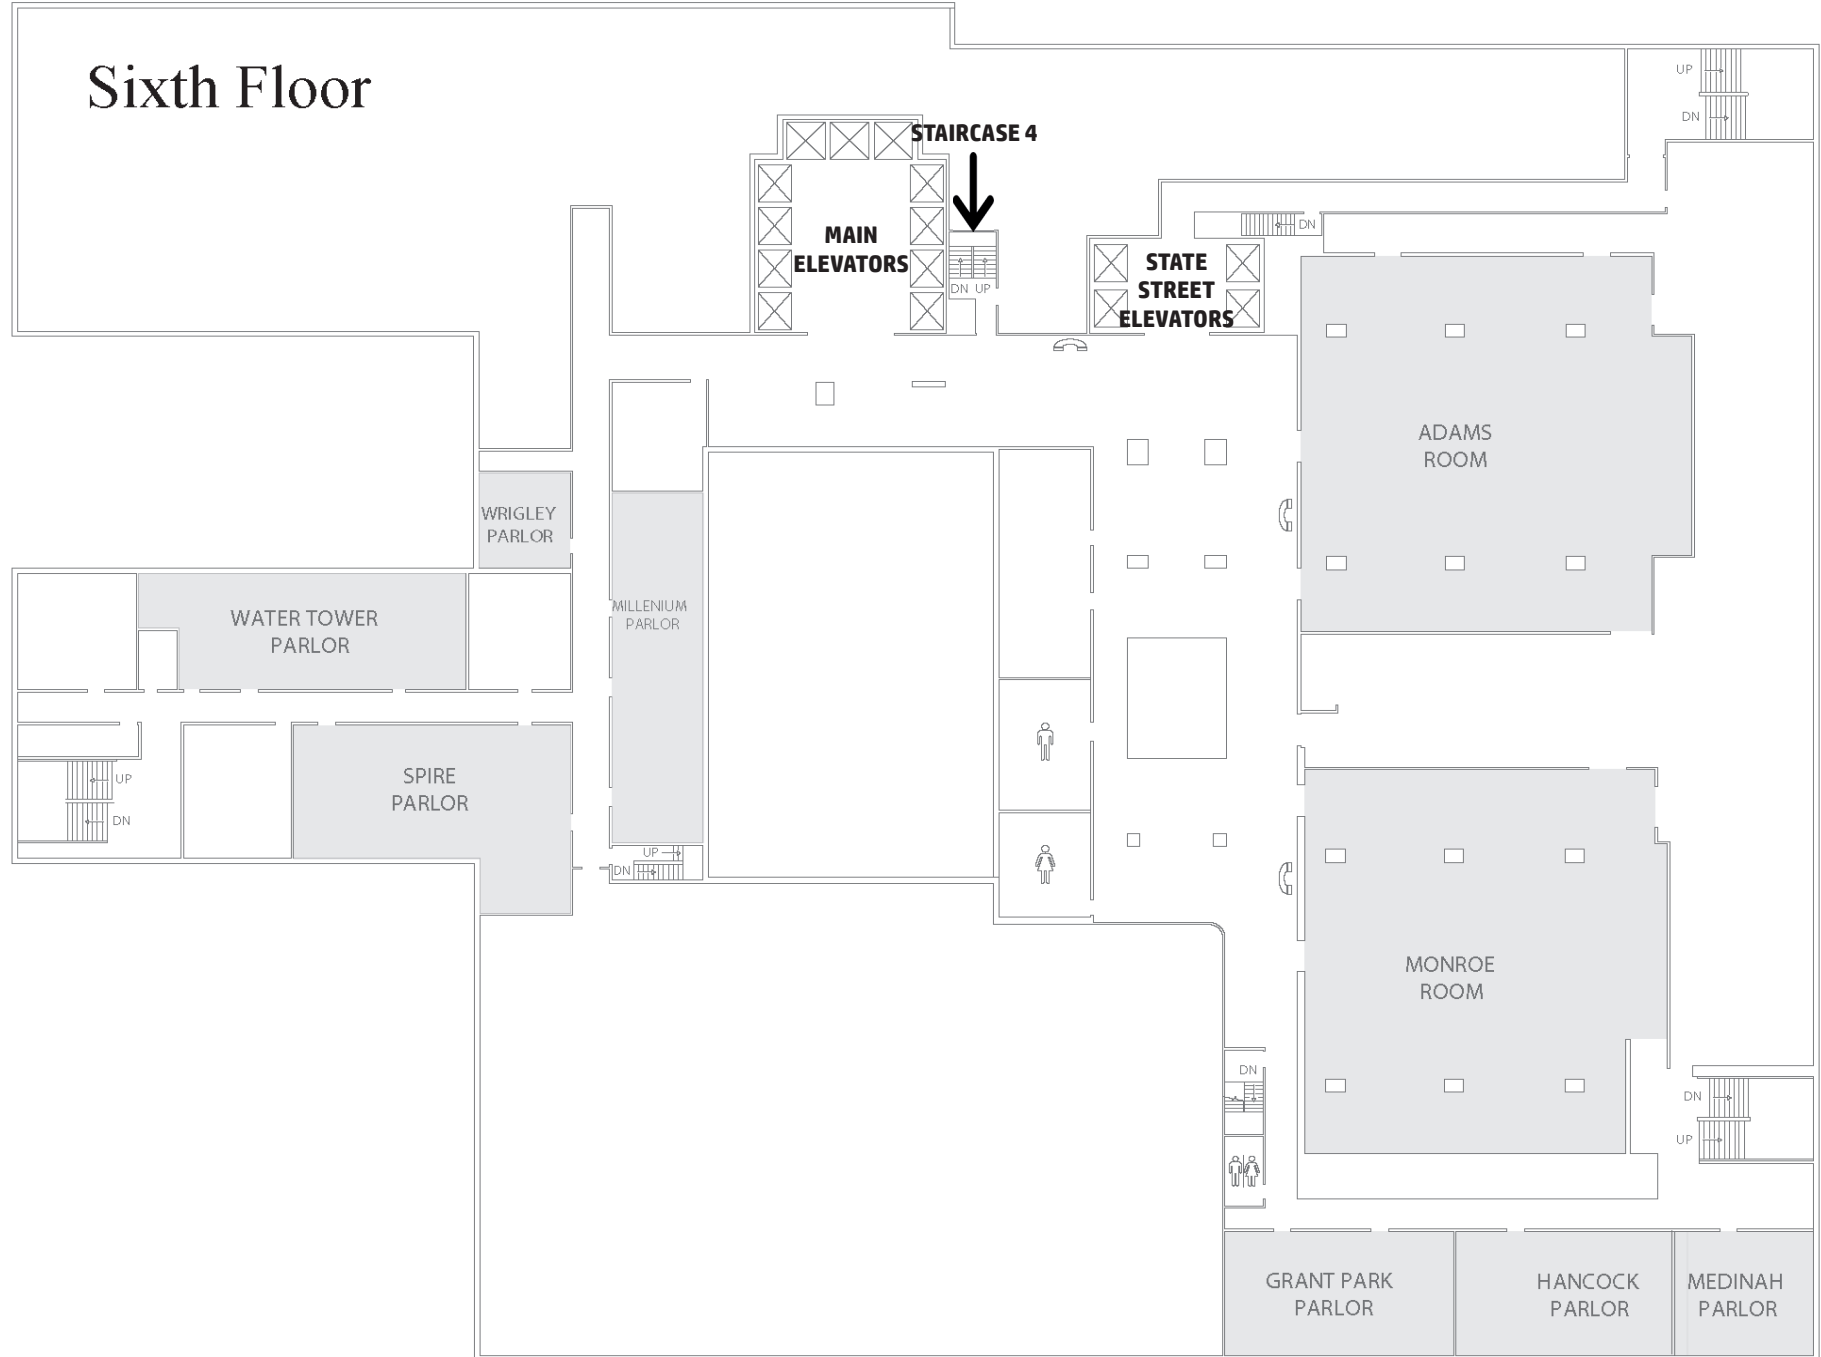 Sixth Floor
UP
DN
STAIRCASE 4
MAIN
ELEVATORS
DN UP
DN
STATE
STREET
ELEVATORS
ADAMS
ROOM
WRIGLEY
PARLOR
WATER TOWER
PARLOR
MILLENIUM
PARLOR
SPIRE
PARLOR
UP
DN
UP
DN
MONROE
ROOM
DN
DN
UP
GRANT PARK
PARLOR
HANCOCK
PARLOR
MEDINAH
PARLOR